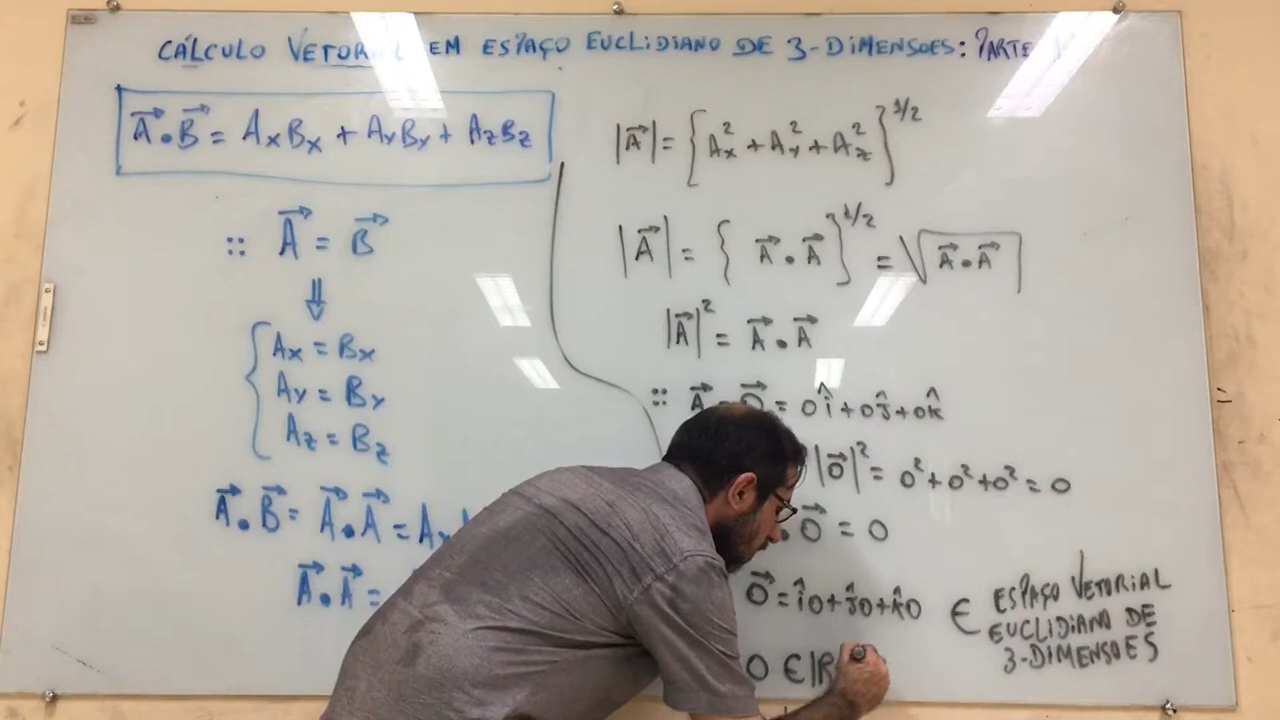 CÁLCULO VETORIAL EM ESPAÇO EUCLIDIANO DE 3-DIMENSOES: PARTE
A⃗•B⃗ = AxBx + AyBy + AzBz
:: A⃗ = B⃗
⇓
Ax = Bx
Ay = By
Az = Bz
A⃗•B⃗ = A⃗•A⃗ = Ax
A⃗•A⃗ =
|A⃗| = {Ax² + Ay² + Az²}^1/2
|A⃗| = {A⃗•A⃗}^1/2 = √A⃗•A⃗
|A⃗|² = A⃗•A⃗
:: A⃗ = 0⃗ = 0î+0ĵ+0k̂
|0⃗|² = 0²+0²+0² = 0
•0⃗ = 0
0⃗ = î0+ĵ0+k̂0 ∈ ESPAÇO VETORIAL
EUCLIDIANO DE
3-DIMENSOES
0 ∈ ℝ